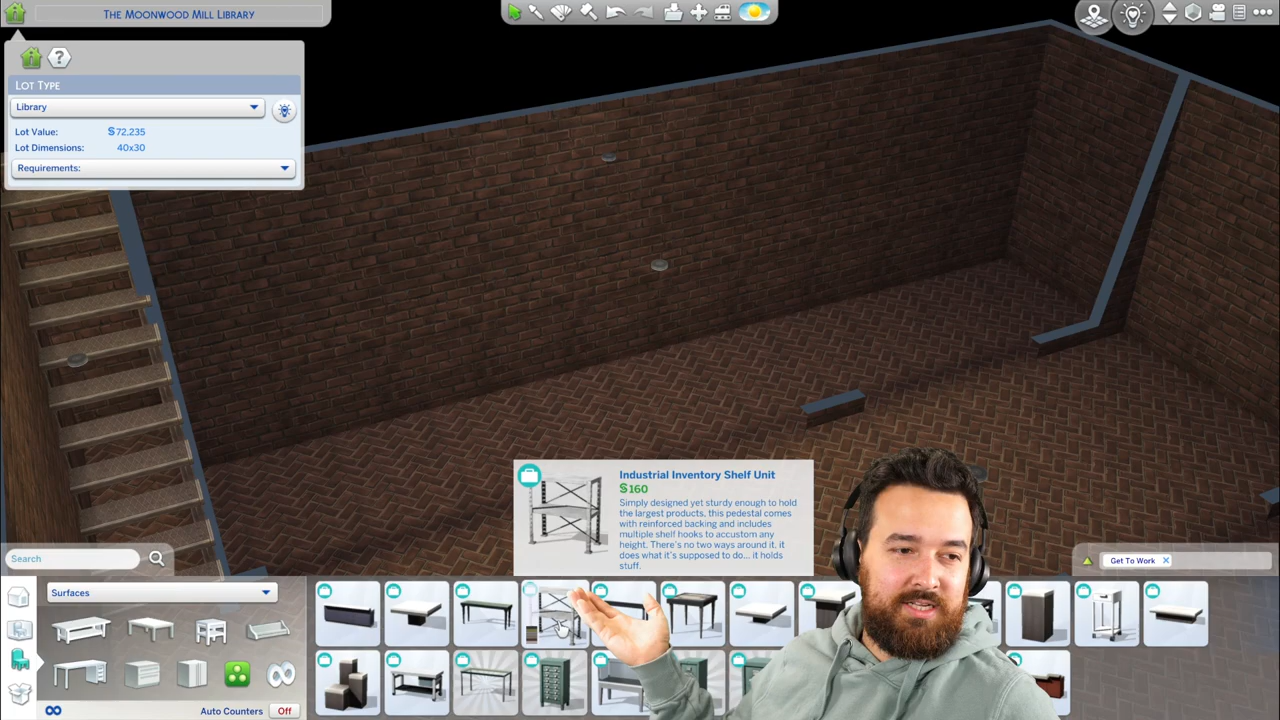 THE MOONWOOD MILL LIBRARY
LOT TYPE
Library
Lot Value: §72,235
Lot Dimensions: 40x30
Requirements:
Industrial Inventory Shelf Unit
§160
Simply designed yet sturdy enough to hold
the largest products, this pedestal comes
with reinforced backing and includes
multiple shelf hooks to accustom any
height. There's no two ways around it. it
does what it's supposed to do... it holds
stuff.
Search
Get To Work
Surfaces
Auto Counters Off